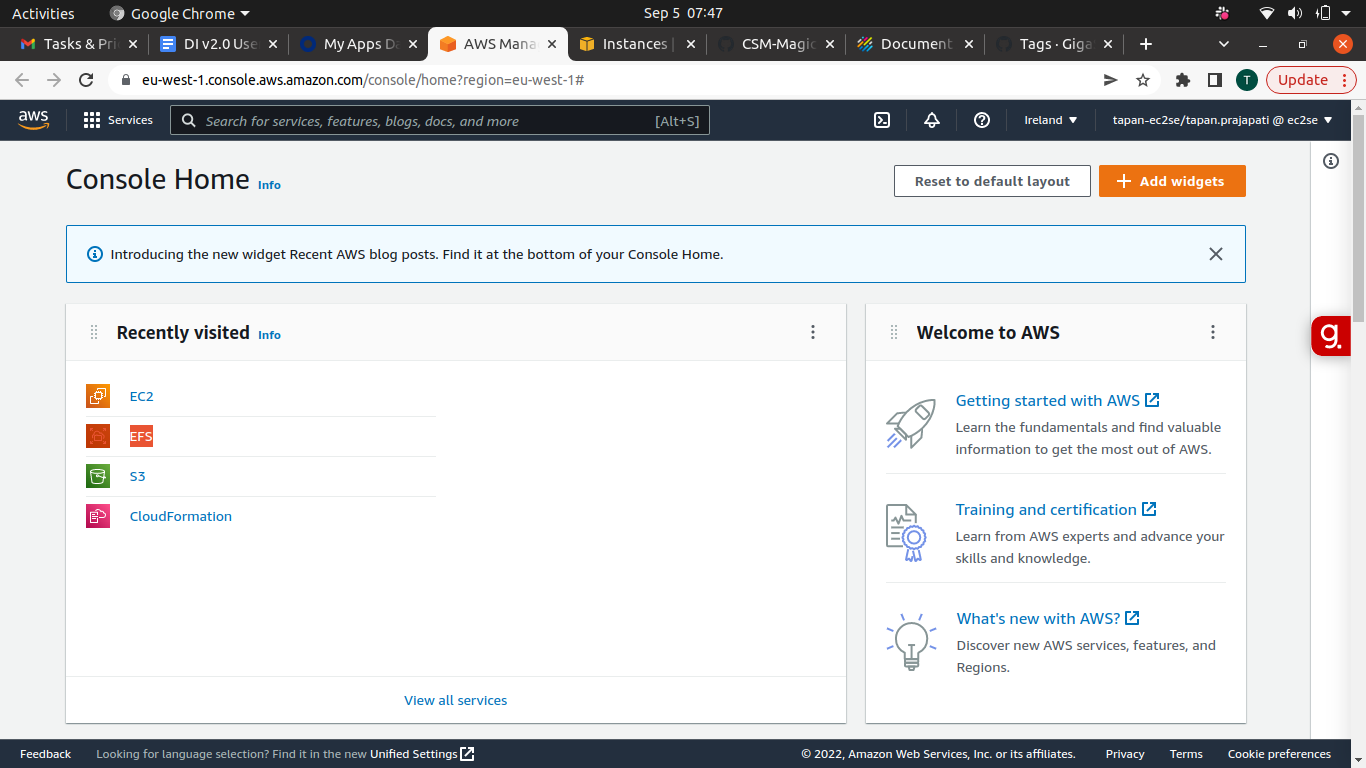 Activities
Google Chrome
Sep 5 07:47
Tasks & Pri
DI v2.0 Use
My Apps Da
AWS Mana
Instances |
CSM-Magic
Document
Tags · Giga
eu-west-1.console.aws.amazon.com/console/home?region=eu-west-1#
T
Update
aws
Services
Search for services, features, blogs, docs, and more
[Alt+S]
Ireland
tapan-ec2se/tapan.prajapati @ ec2se
Console Home
Info
Reset to default layout
Add widgets
Introducing the new widget Recent AWS blog posts. Find it at the bottom of your Console Home.
Recently visited
Info
EC2
EFS
S3
CloudFormation
View all services
Welcome to AWS
Getting started with AWS
Learn the fundamentals and find valuable
information to get the most out of AWS.
Training and certification
Learn from AWS experts and advance your
skills and knowledge.
What's new with AWS?
Discover new AWS services, features, and
Regions.
g.
Feedback
Looking for language selection? Find it in the new Unified Settings
© 2022, Amazon Web Services, Inc. or its affiliates.
Privacy
Terms
Cookie preferences